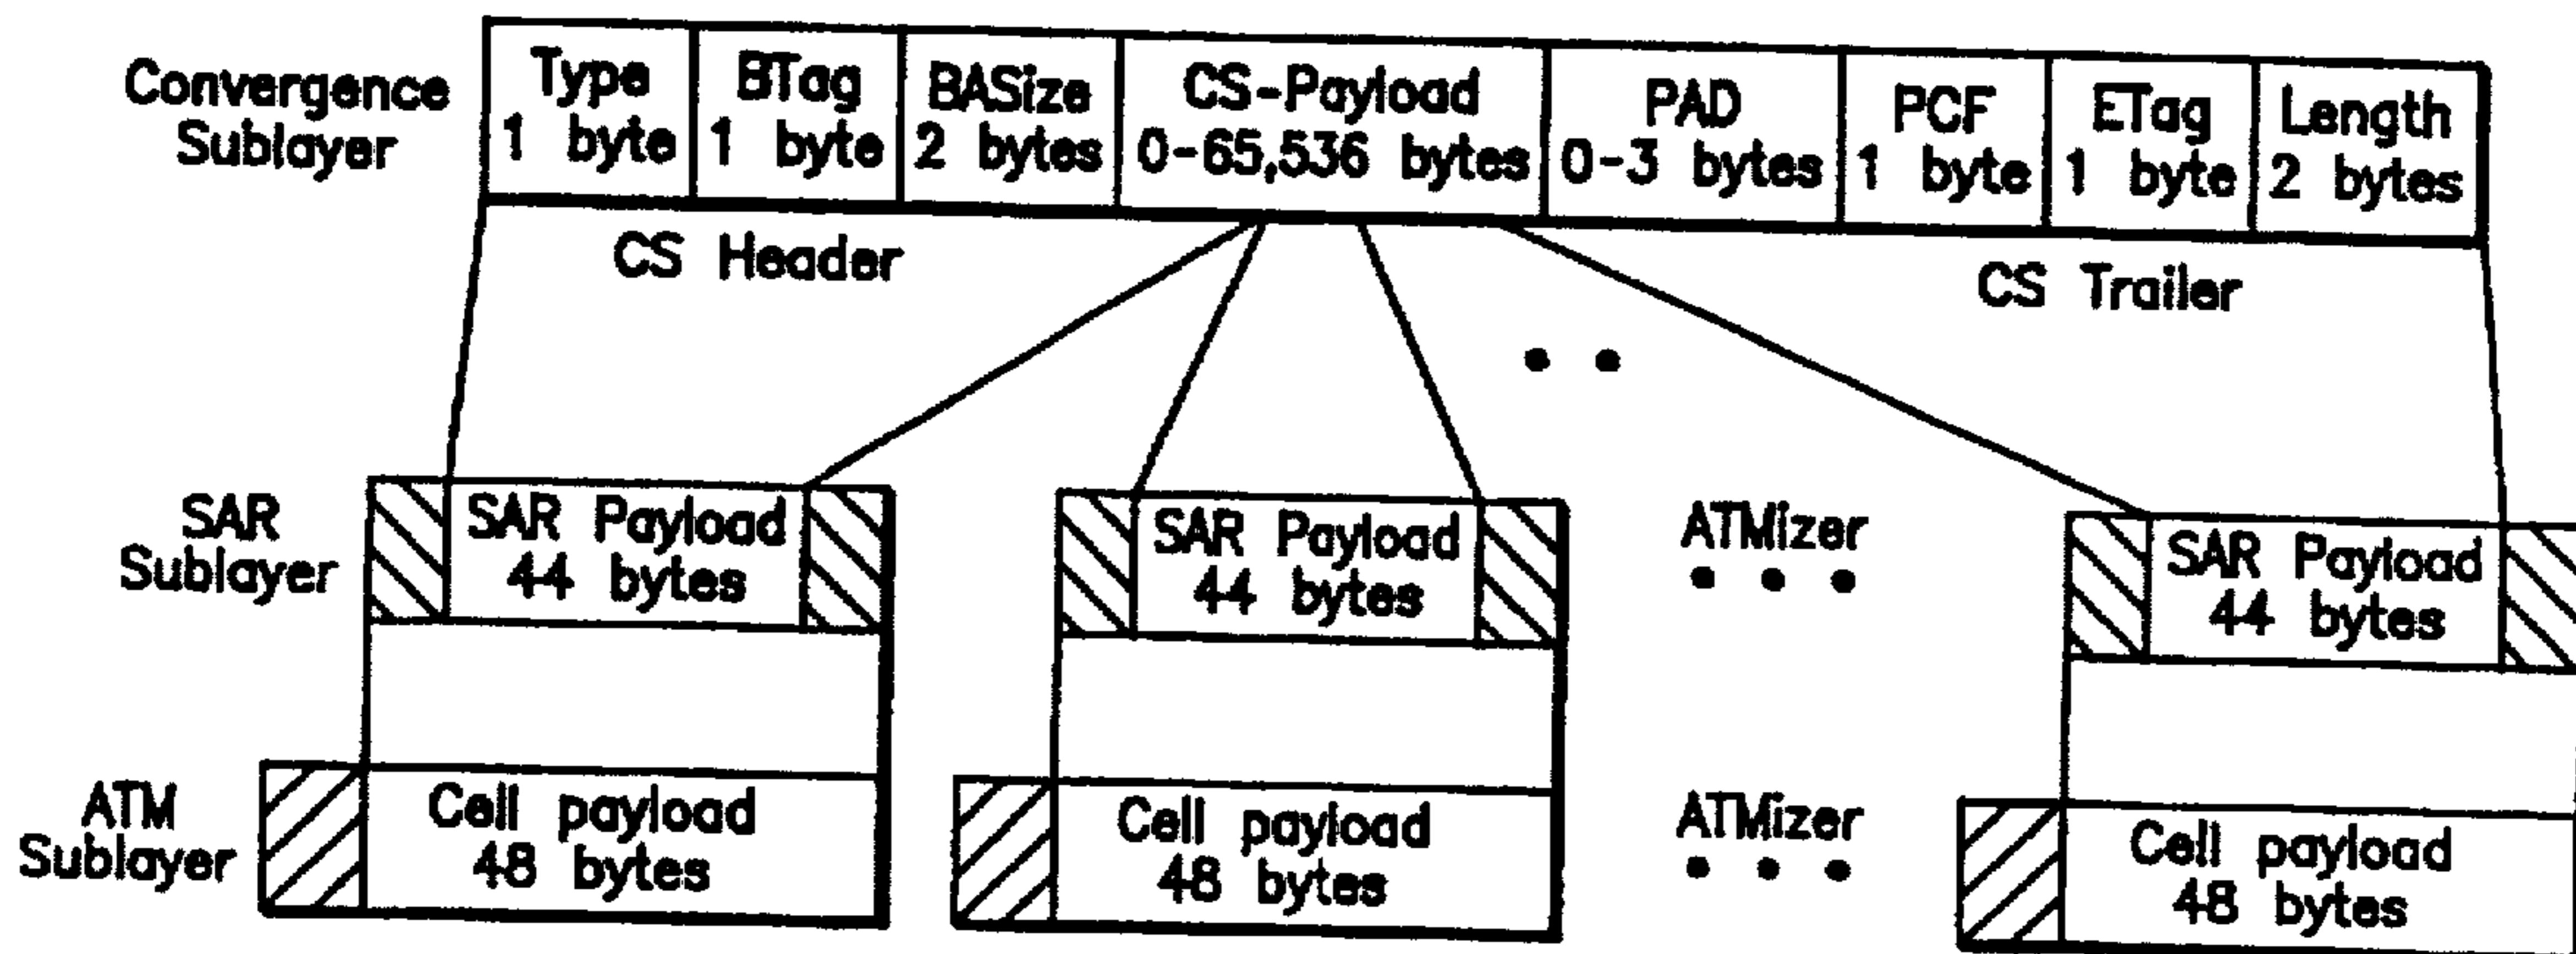 Convergence
Sublayer
Type
1 byte
BTag
1 byte
BASize
2 bytes
CS-Payload
0-65,536 bytes
PAD
0-3 bytes
PCF
1 byte
ETag
1 byte
Length
2 bytes
CS Header
CS Trailer
SAR
Sublayer
SAR Payload
44 bytes
SAR Payload
44 bytes
ATMizer
SAR Payload
44 bytes
ATM
Sublayer
Cell payload
48 bytes
Cell payload
48 bytes
ATMizer
Cell payload
48 bytes